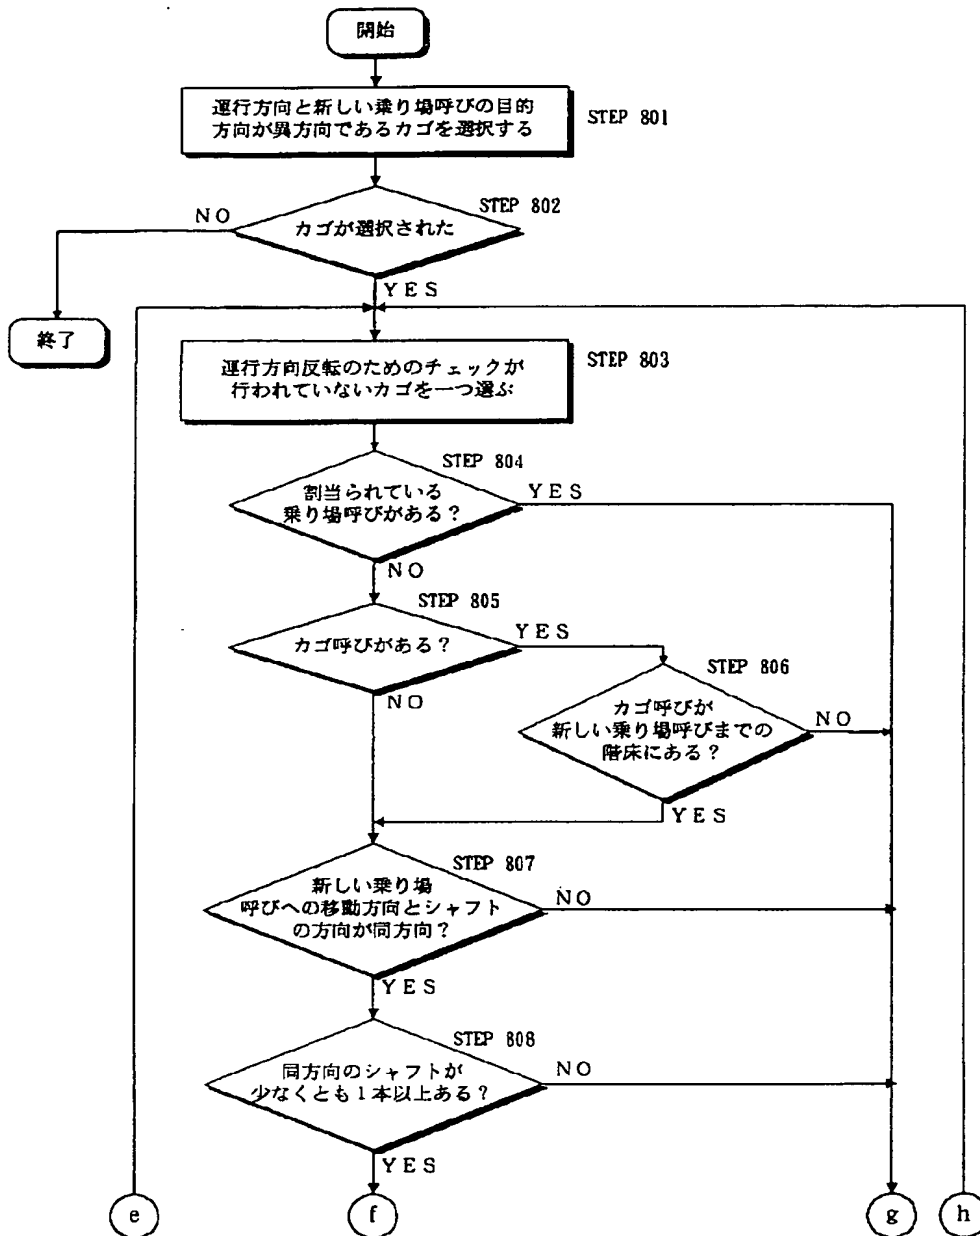 開始
運行方向と新しい乗り場呼びの目的
方向が異方向であるカゴを選択する
STEP 801
STEP 802
NO
カゴが選択された
YES
終了
運行方向反転のためのチェックが
行われていないカゴを一つ選ぶ
STEP 803
STEP 804
割当られている
乗り場呼びがある?
YES
NO
STEP 805
カゴ呼びがある?
YES
NO
STEP 806
カゴ呼びが
新しい乗り場呼びまでの
階床にある?
NO
YES
STEP 807
新しい乗り場
呼びへの移動方向とシャフト
の方向が同方向?
NO
YES
STEP 808
同方向のシャフトが
少なくとも1本以上ある?
NO
YES
e
f
g
h